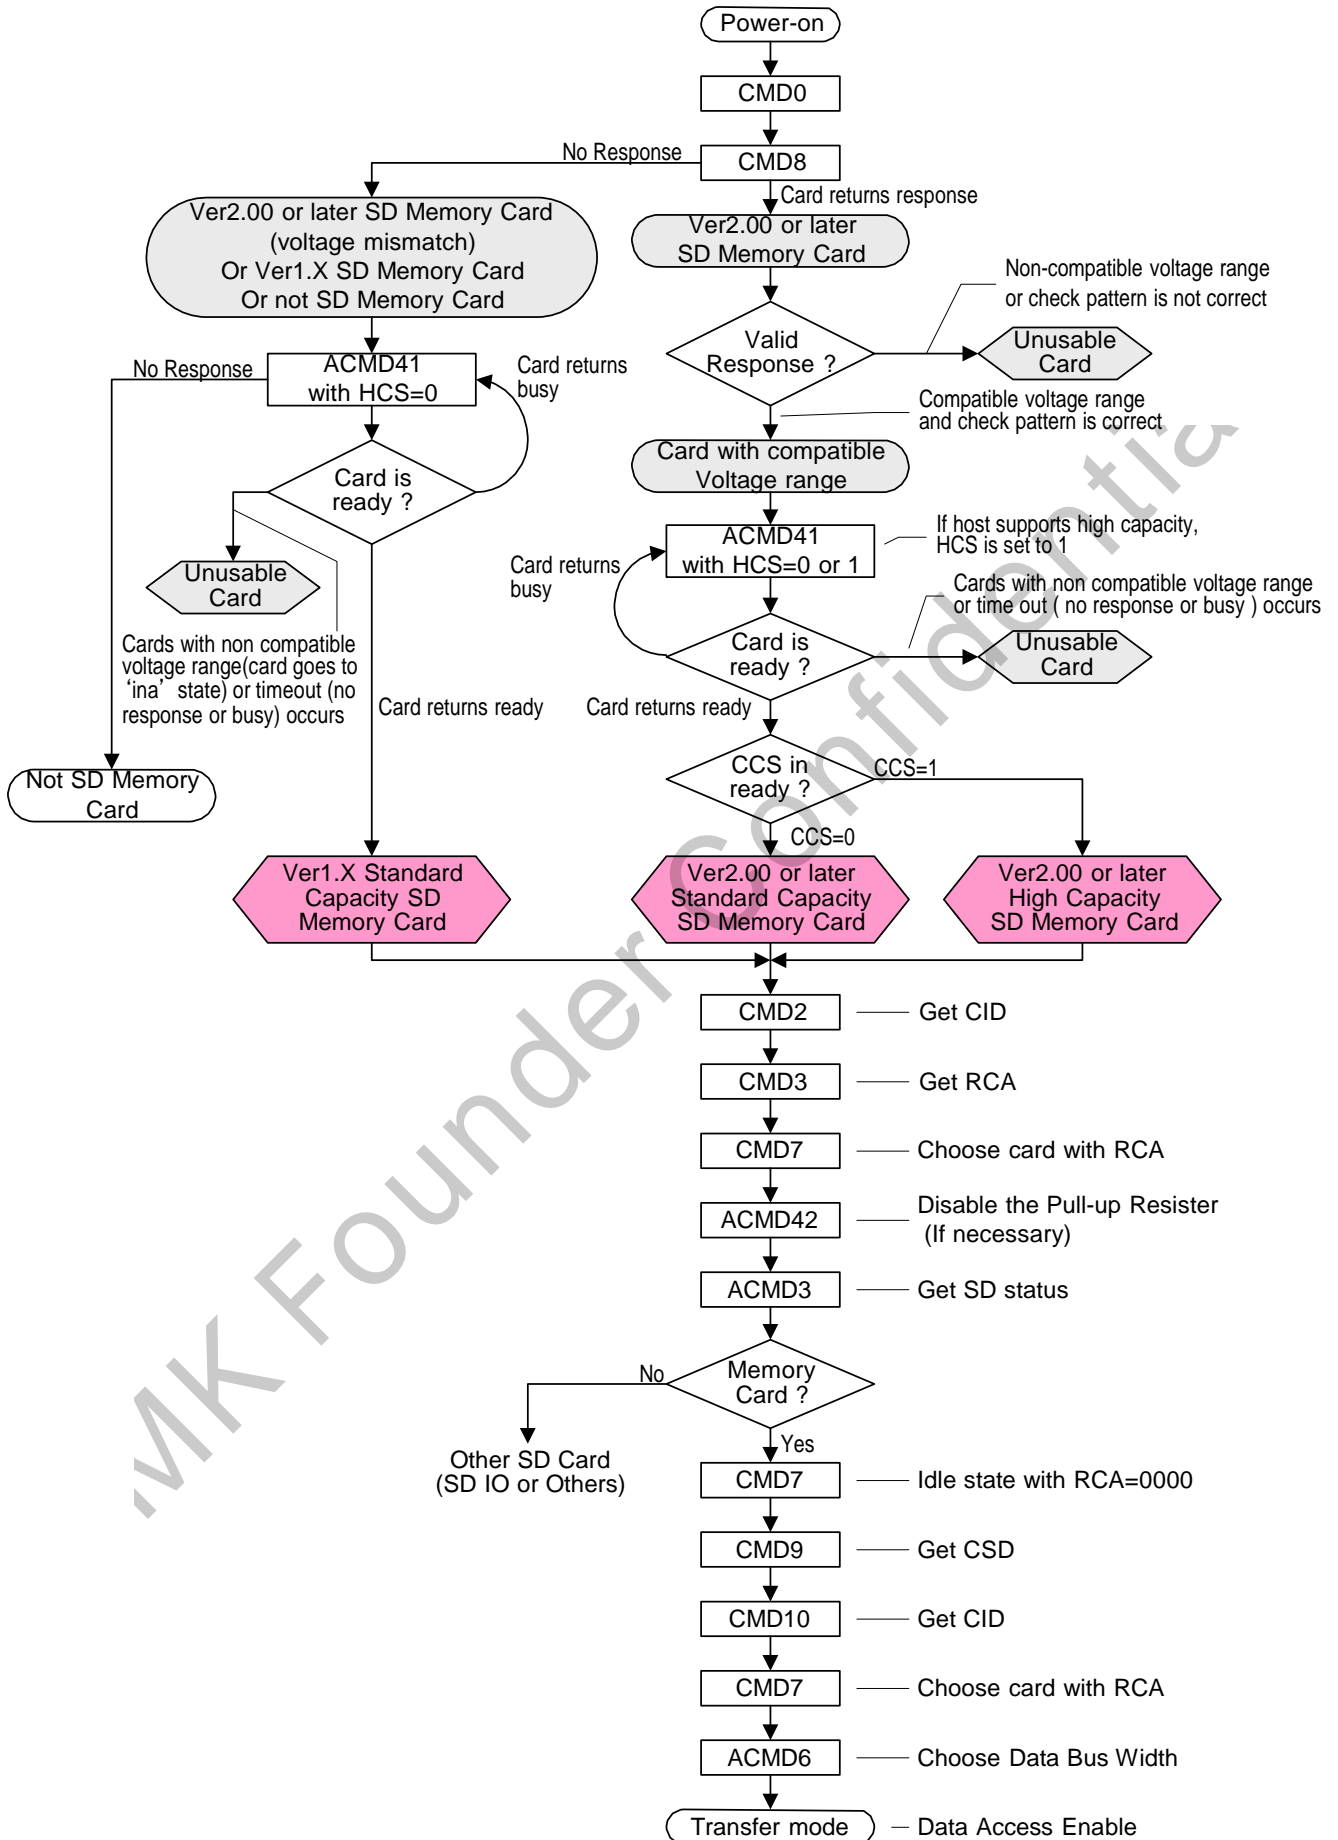 Power-on
CMD0
CMD8
No Response
Card returns response
Ver2.00 or later SD Memory Card
(voltage mismatch)
Or Ver1.X SD Memory Card
Or not SD Memory Card
Ver2.00 or later
SD Memory Card
Non-compatible voltage range
or check pattern is not correct
Valid
Response ?
Unusable
Card
No Response
ACMD41
with HCS=0
Card returns
busy
Compatible voltage range
and check pattern is correct
Card is
ready ?
Card with compatible
Voltage range
ACMD41
with HCS=0 or 1
If host supports high capacity,
HCS is set to 1
Card returns
busy
Unusable
Card
Cards with non compatible voltage range
or time out ( no response or busy ) occurs
Cards with non compatible
voltage range(card goes to
‘ina’ state) or timeout (no
response or busy) occurs
Card is
ready ?
Unusable
Card
Card returns ready
Card returns ready
Not SD Memory
Card
CCS in
ready ?
CCS=1
CCS=0
Ver1.X Standard
Capacity SD
Memory Card
Ver2.00 or later
Standard Capacity
SD Memory Card
Ver2.00 or later
High Capacity
SD Memory Card
CMD2
Get CID
CMD3
Get RCA
CMD7
Choose card with RCA
ACMD42
Disable the Pull-up Resister
(If necessary)
ACMD3
Get SD status
Memory
Card ?
No
Yes
Other SD Card
(SD IO or Others)
CMD7
Idle state with RCA=0000
CMD9
Get CSD
CMD10
Get CID
CMD7
Choose card with RCA
ACMD6
Choose Data Bus Width
Transfer mode
Data Access Enable
MK Founder Confidentia